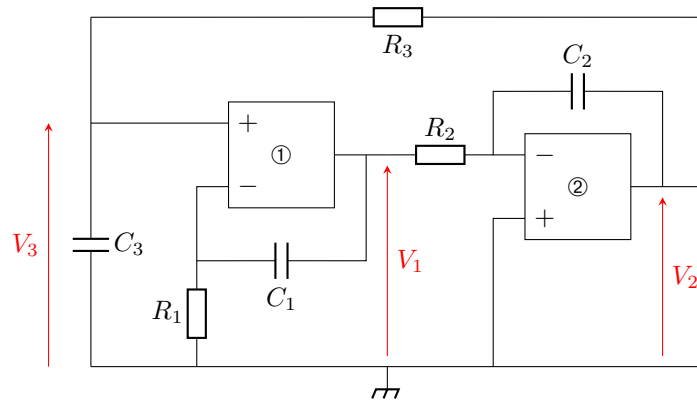 R₃
C₂
+
①
R₂
−
②
−
+
V₃
C₃
C₁
V₁
V₂
R₁